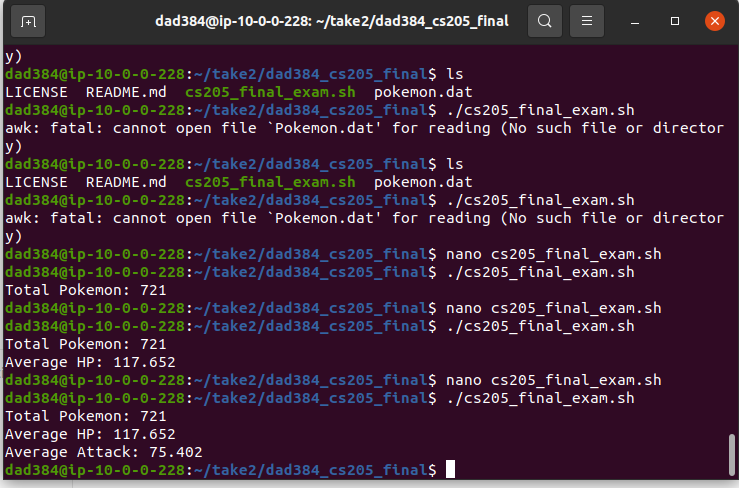 dad384@ip-10-0-0-228: ~/take2/dad384_cs205_final
y)
dad384@ip-10-0-0-228:~/take2/dad384_cs205_final$ ls
LICENSE  README.md  cs205_final_exam.sh  pokemon.dat
dad384@ip-10-0-0-228:~/take2/dad384_cs205_final$ ./cs205_final_exam.sh
awk: fatal: cannot open file `Pokemon.dat' for reading (No such file or director
y)
dad384@ip-10-0-0-228:~/take2/dad384_cs205_final$ ls
LICENSE  README.md  cs205_final_exam.sh  pokemon.dat
dad384@ip-10-0-0-228:~/take2/dad384_cs205_final$ ./cs205_final_exam.sh
awk: fatal: cannot open file `Pokemon.dat' for reading (No such file or director
y)
dad384@ip-10-0-0-228:~/take2/dad384_cs205_final$ nano cs205_final_exam.sh
dad384@ip-10-0-0-228:~/take2/dad384_cs205_final$ ./cs205_final_exam.sh
Total Pokemon: 721
dad384@ip-10-0-0-228:~/take2/dad384_cs205_final$ nano cs205_final_exam.sh
dad384@ip-10-0-0-228:~/take2/dad384_cs205_final$ ./cs205_final_exam.sh
Total Pokemon: 721
Average HP: 117.652
dad384@ip-10-0-0-228:~/take2/dad384_cs205_final$ nano cs205_final_exam.sh
dad384@ip-10-0-0-228:~/take2/dad384_cs205_final$ ./cs205_final_exam.sh
Total Pokemon: 721
Average HP: 117.652
Average Attack: 75.402
dad384@ip-10-0-0-228:~/take2/dad384_cs205_final$